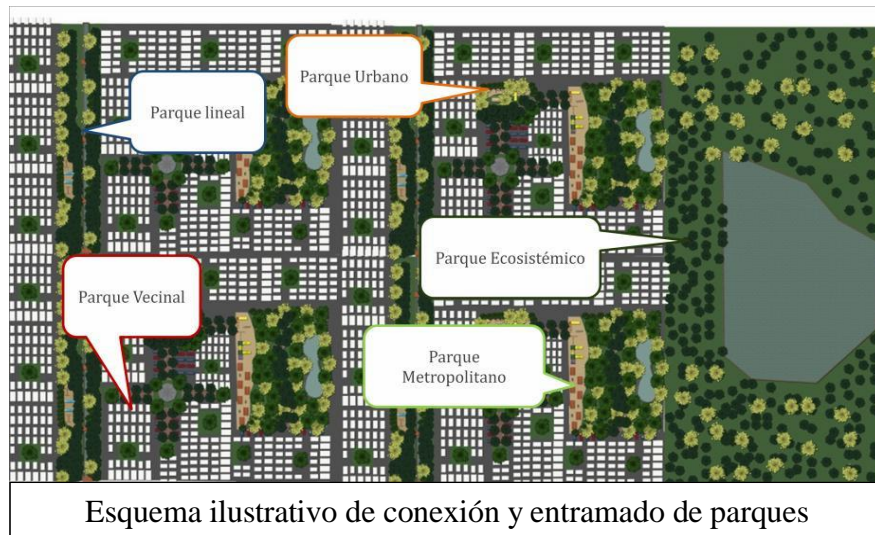 Parque Urbano
Parque lineal
Parque Ecosistémico
Parque Vecinal
Parque
Metropolitano
Esquema ilustrativo de conexión y entramado de parques